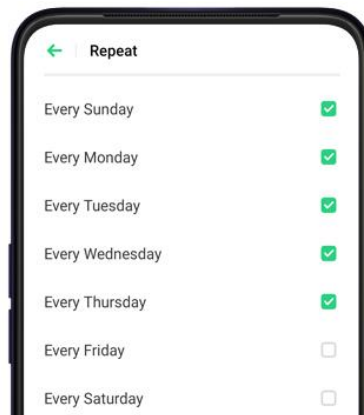 Repeat
Every Sunday
Every Monday
Every Tuesday
Every Wednesday
Every Thursday
Every Friday
Every Saturday